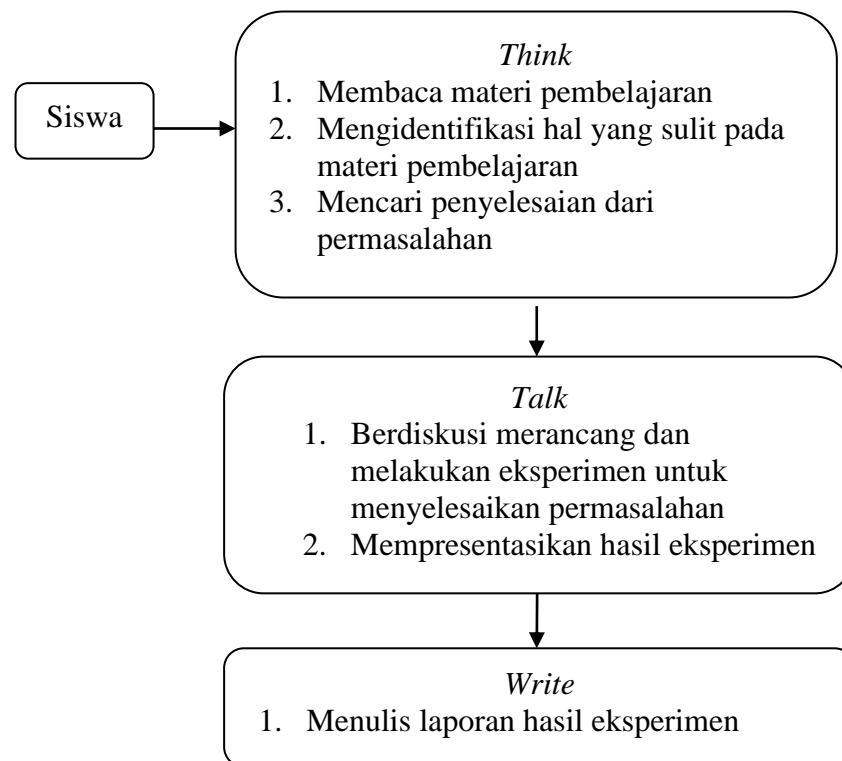 Siswa
Think
1. Membaca materi pembelajaran
2. Mengidentifikasi hal yang sulit pada
materi pembelajaran
3. Mencari penyelesaian dari
permasalahan
Talk
1. Berdiskusi merancang dan
melakukan eksperimen untuk
menyelesaikan permasalahan
2. Mempresentasikan hasil eksperimen
Write
1. Menulis laporan hasil eksperimen